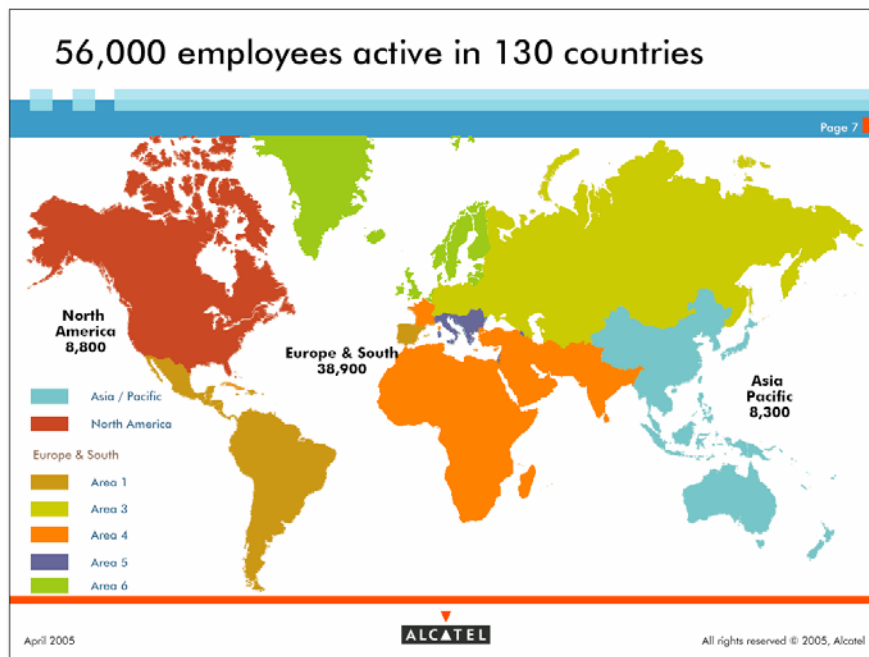 56,000 employees active in 130 countries
Page 7
North
America
8,800
Europe & South
38,900
Asia
Pacific
8,300
Asia / Pacific
North America
Europe & South
Area 1
Area 3
Area 4
Area 5
Area 6
April 2005
ALCATEL
All rights reserved © 2005, Alcatel